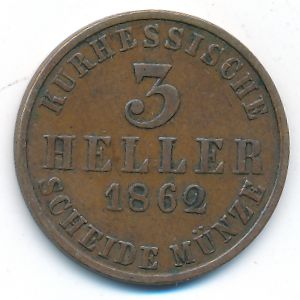 KURHESSISCHE
3
HELLER
1862
SCHEIDE MÜNZE